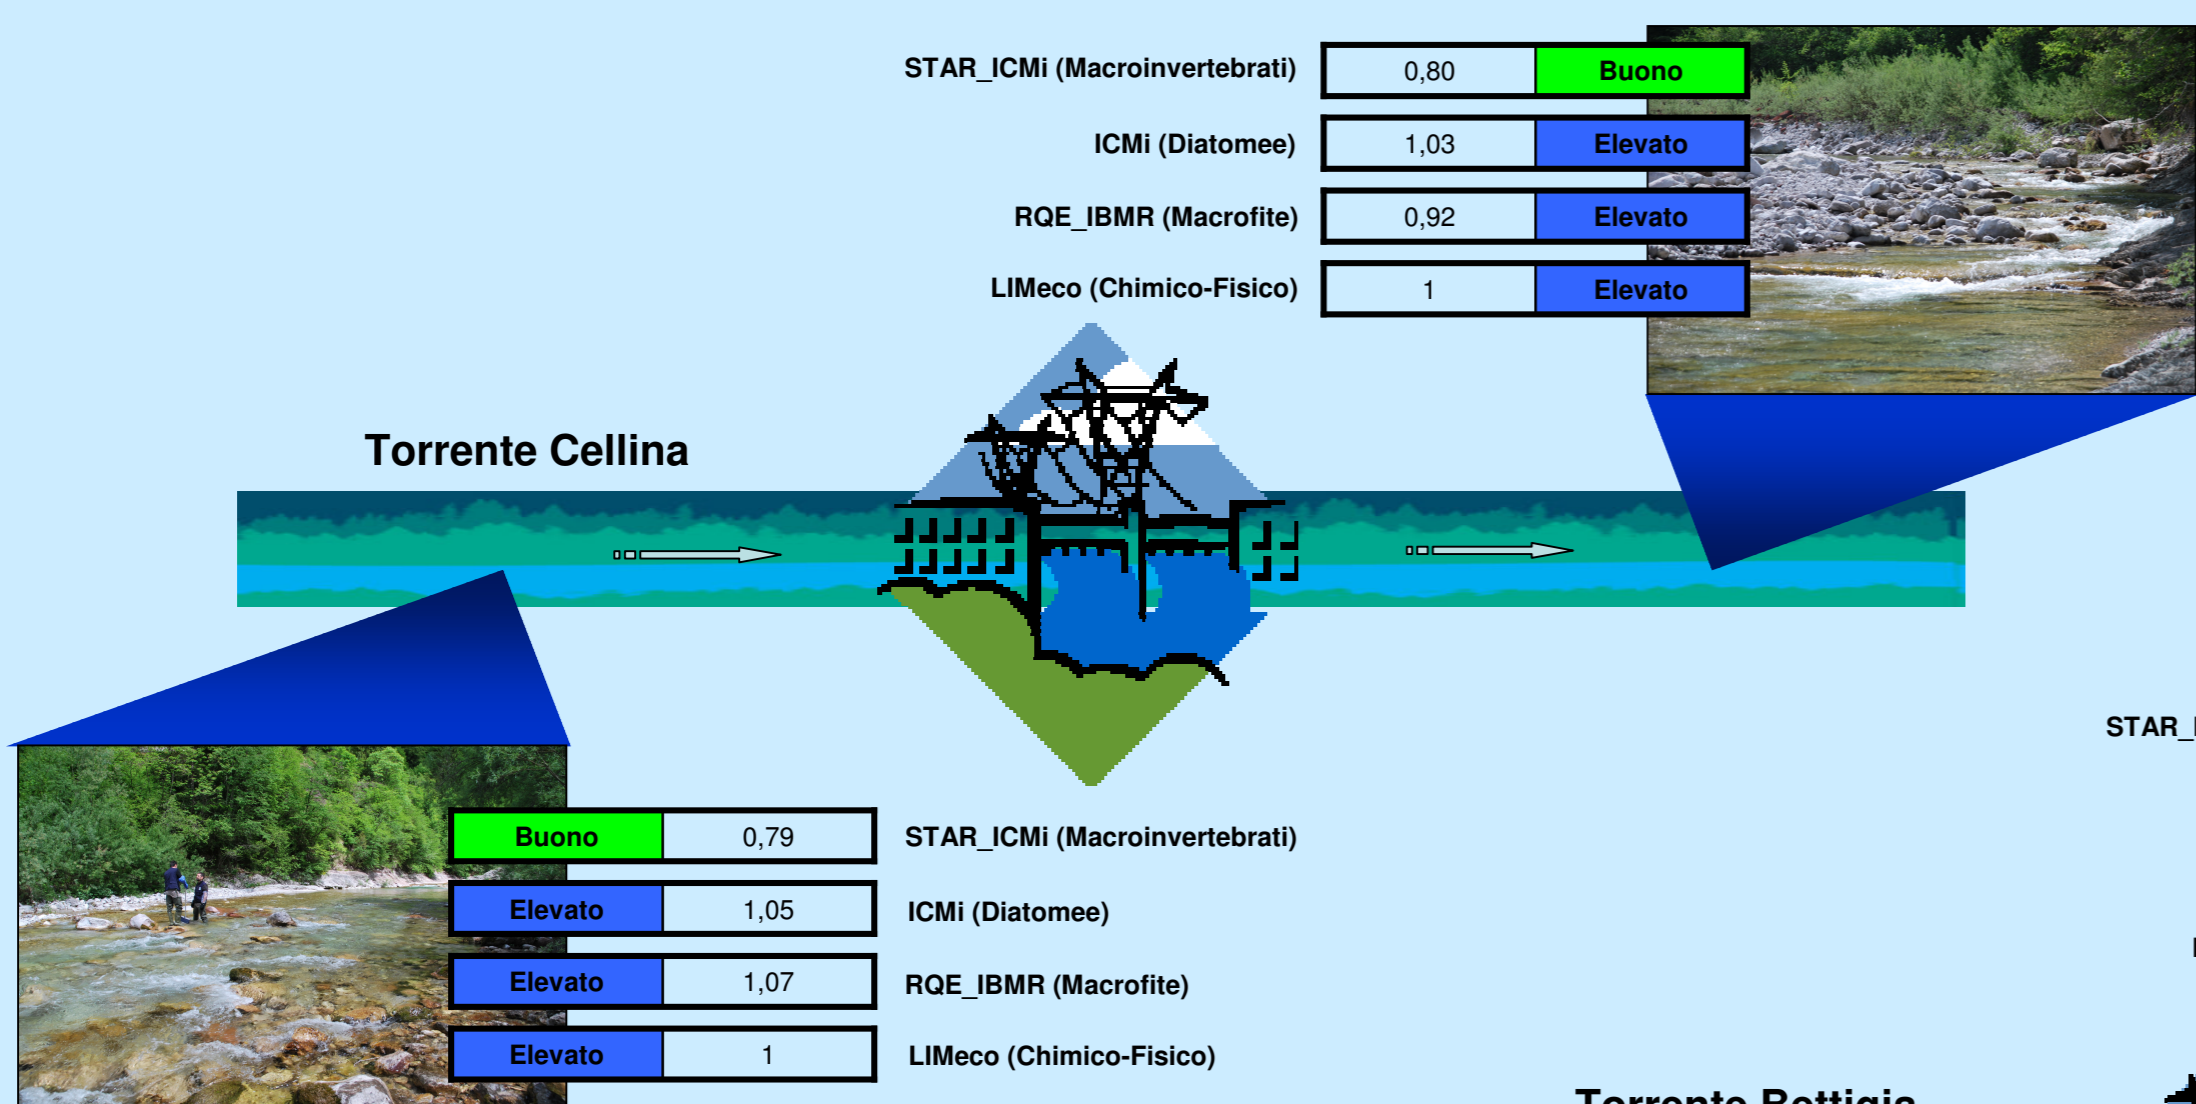 STAR_ICMi (Macroinvertebrati) 0,80 Buono
ICMi (Diatomee) 1,03 Elevato
RQE_IBMR (Macrofite) 0,92 Elevato
LIMeco (Chimico-Fisico) 1 Elevato
Torrente Cellina
STAR_
Buono 0,79 STAR_ICMi (Macroinvertebrati)
Elevato 1,05 ICMi (Diatomee)
Elevato 1,07 RQE_IBMR (Macrofite)
Elevato 1 LIMeco (Chimico-Fisico)
Torrente